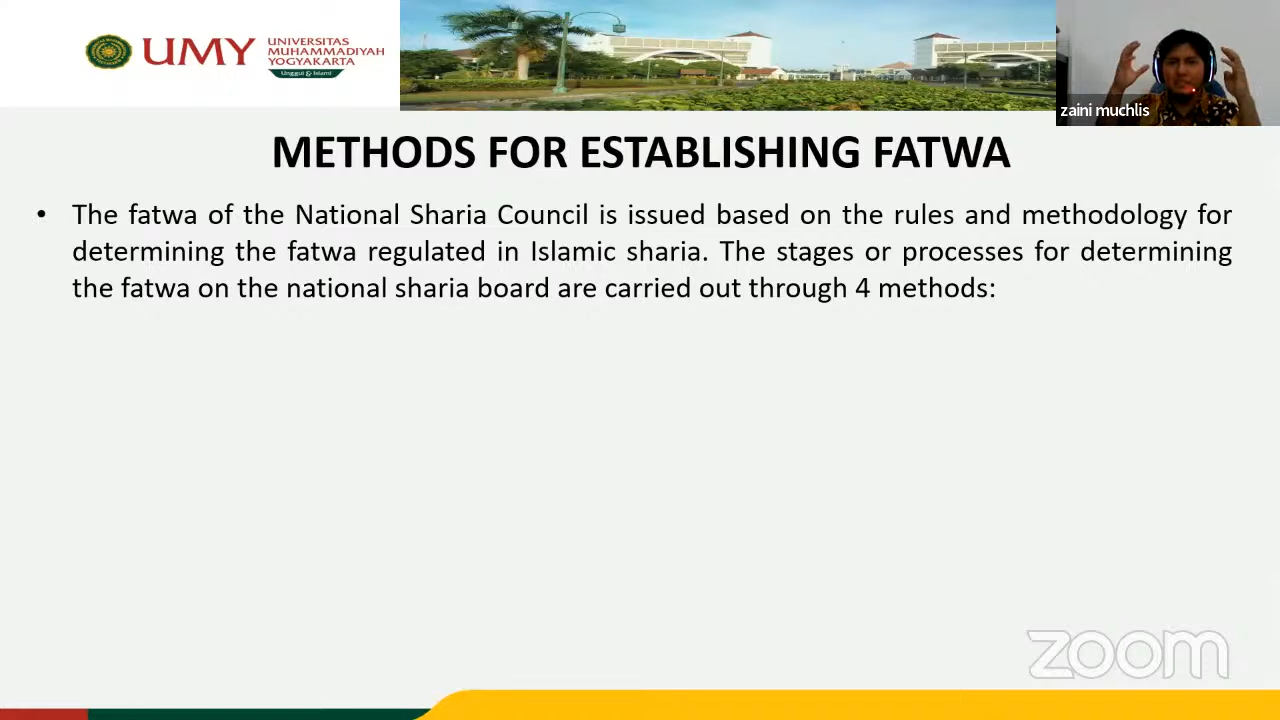 UMY
UNIVERSITAS
MUHAMMADIYAH
YOGYAKARTA
Unggul & Islami
zaini muchlis
METHODS FOR ESTABLISHING FATWA
• The fatwa of the National Sharia Council is issued based on the rules and methodology for
determining the fatwa regulated in Islamic sharia. The stages or processes for determining
the fatwa on the national sharia board are carried out through 4 methods:
zoom